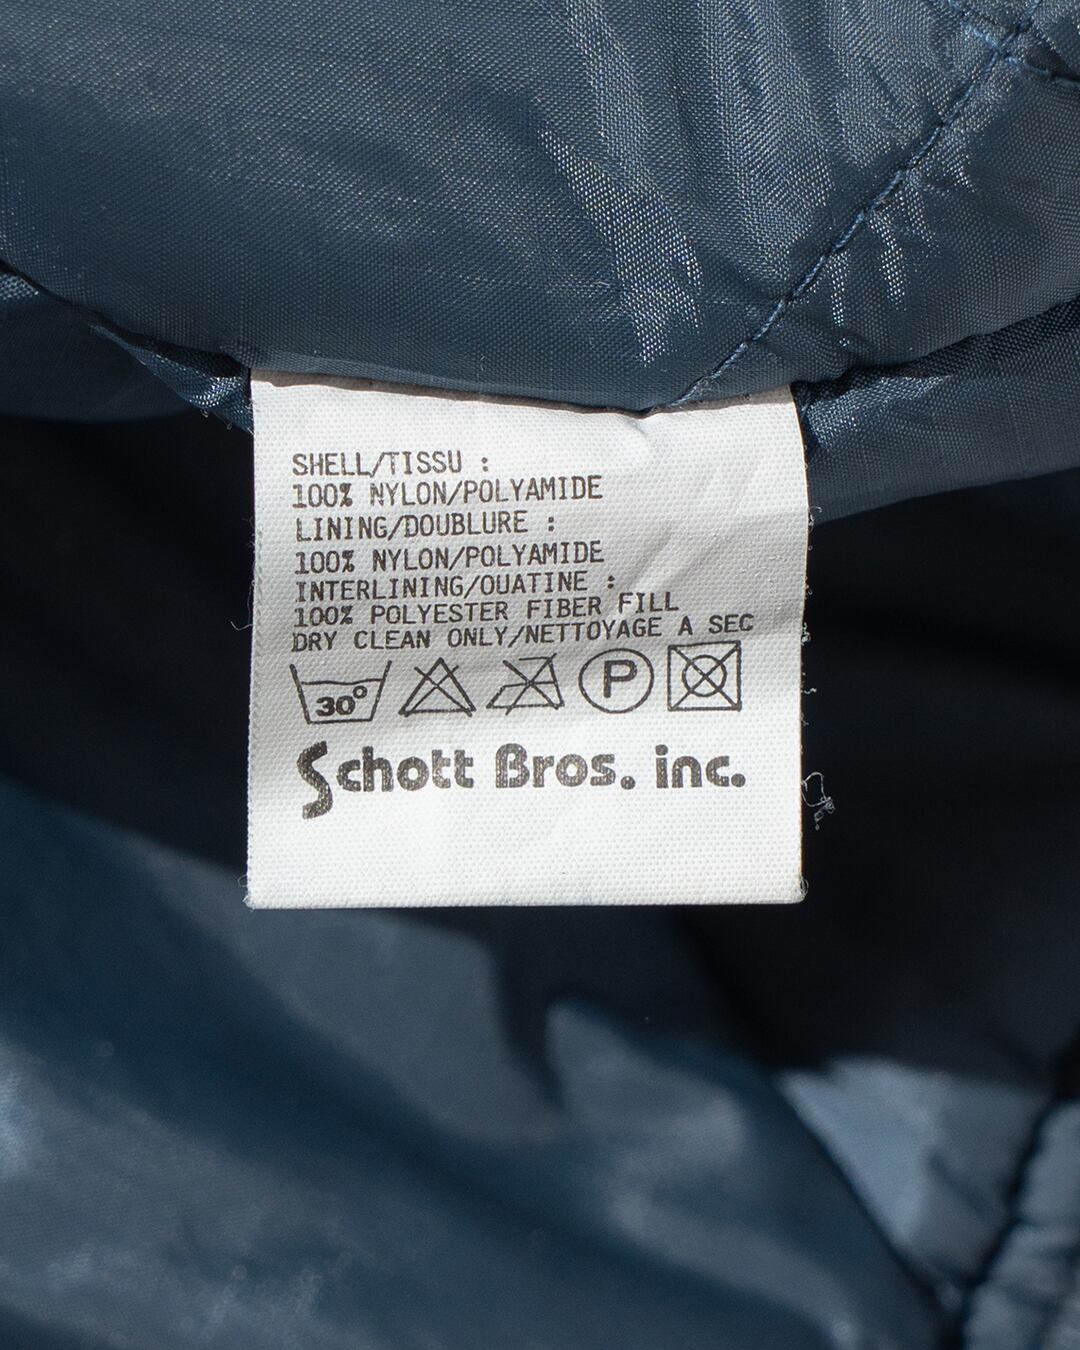 SHELL/TISSU :
100% NYLON/POLYAMIDE
LINING/DOUBLURE :
100% NYLON/POLYAMIDE
INTERLINING/OUATINE :
100% POLYESTER FIBER FILL
DRY CLEAN ONLY/NETTOYAGE A SEC
30° P
Schott Bros. inc.